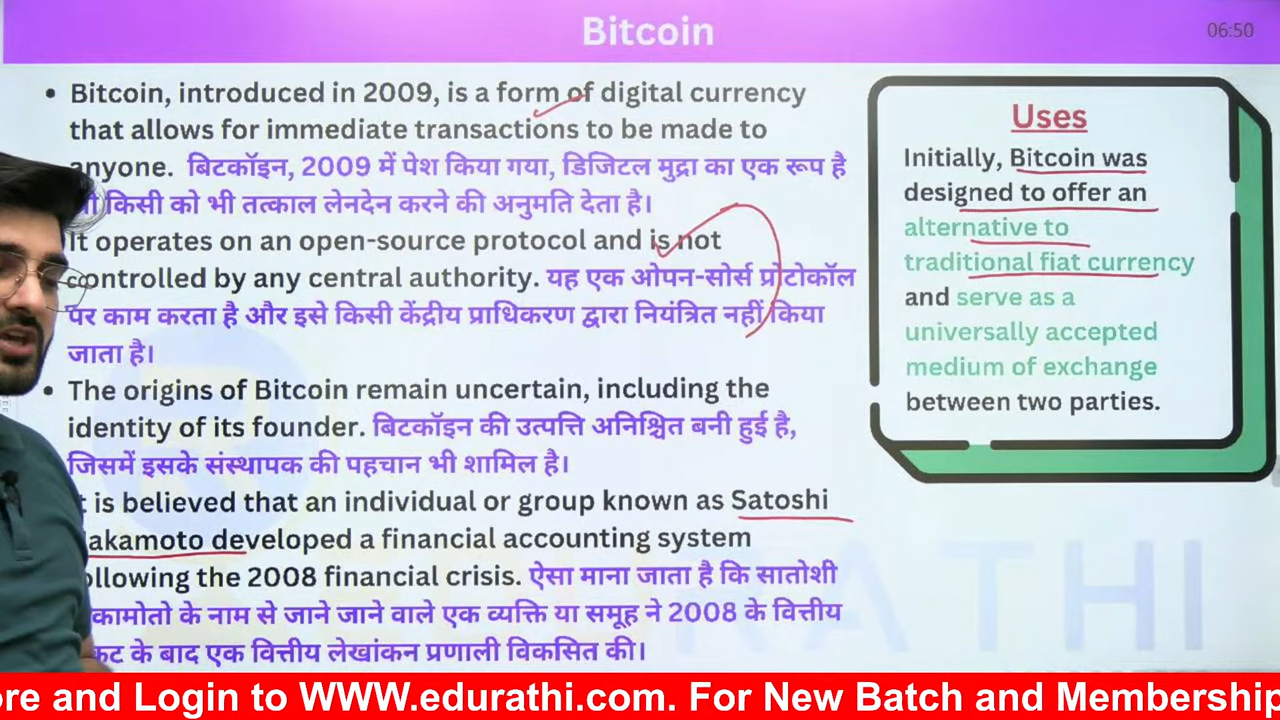 Bitcoin
06:50
Bitcoin, introduced in 2009, is a form of digital currency
that allows for immediate transactions to be made to
anyone. बिटकॉइन, 2009 में पेश किया गया, डिजिटल मुद्रा का एक रूप है
किसी को भी तत्काल लेनदेन करने की अनुमति देता है।
It operates on an open-source protocol and is not
controlled by any central authority. यह एक ओपन-सोर्स प्रोटोकॉल
पर काम करता है और इसे किसी केंद्रीय प्राधिकरण द्वारा नियंत्रित नहीं किया
जाता है।
The origins of Bitcoin remain uncertain, including the
identity of its founder. बिटकॉइन की उत्पत्ति अनिश्चित बनी हुई है,
जिसमें इसके संस्थापक की पहचान भी शामिल है।
t is believed that an individual or group known as Satoshi
akamoto developed a financial accounting system
ollowing the 2008 financial crisis. ऐसा माना जाता है कि सातोशी
कामोतो के नाम से जाने जाने वाले एक व्यक्ति या समूह ने 2008 के वित्तीय
कट के बाद एक वित्तीय लेखांकन प्रणाली विकसित की।
Uses
Initially, Bitcoin was
designed to offer an
alternative to
traditional fiat currency
and serve as a
universally accepted
medium of exchange
between two parties.
RATHI
ore and Login to WWW.edurathi.com. For New Batch and Membership